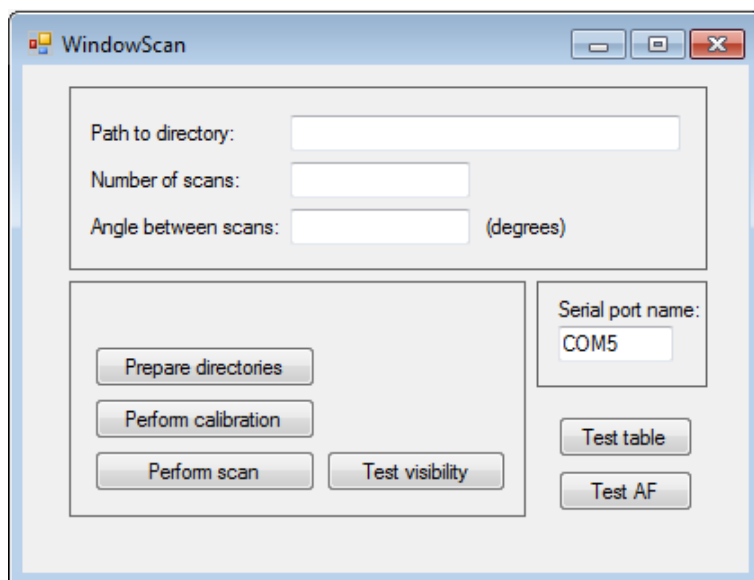 WindowScan
Path to directory:
Number of scans:
Angle between scans: (degrees)
Serial port name:
COM5
Prepare directories
Perform calibration
Perform scan Test visibility
Test table
Test AF